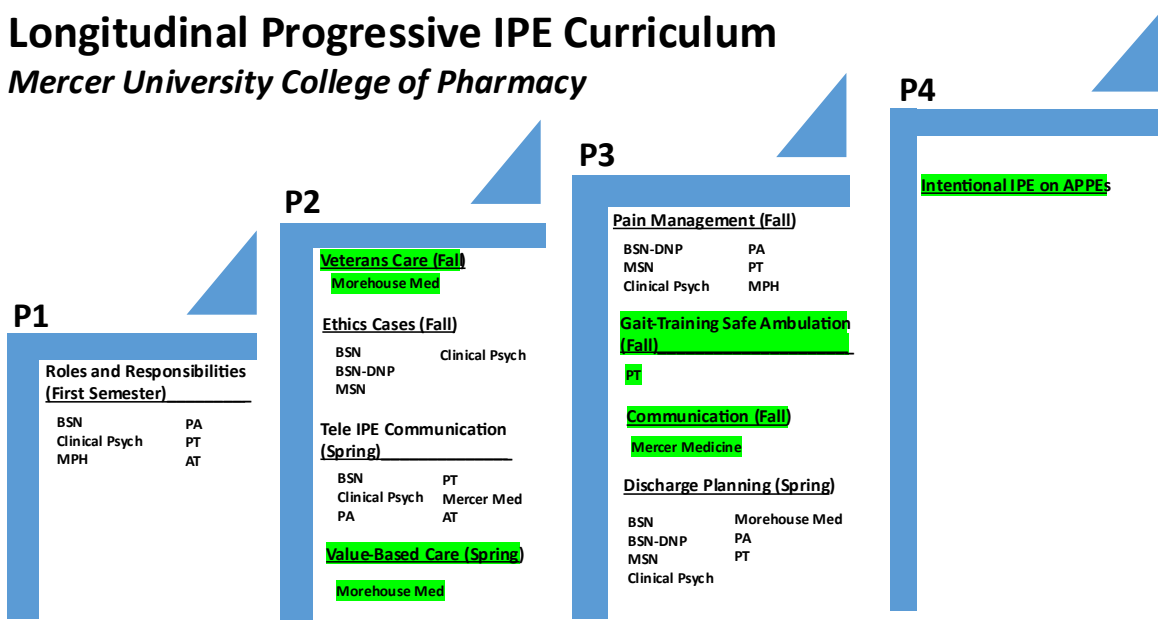 Longitudinal Progressive IPE Curriculum
Mercer University College of Pharmacy
P1
Roles and Responsibilities
(First Semester)
BSN
Clinical Psych
MPH
PA
PT
AT
P2
Veterans Care (Fall)
Morehouse Med
Ethics Cases (Fall)
BSN
BSN-DNP
MSN
Clinical Psych
Tele IPE Communication
(Spring)
BSN
Clinical Psych
PA
PT
Mercer Med
AT
Value-Based Care (Spring)
Morehouse Med
P3
Pain Management (Fall)
BSN-DNP
MSN
Clinical Psych
PA
PT
MPH
Gait-Training Safe Ambulation
(Fall)
PT
Communication (Fall)
Mercer Medicine
Discharge Planning (Spring)
BSN
BSN-DNP
MSN
Clinical Psych
Morehouse Med
PA
PT
P4
Intentional IPE on APPEs